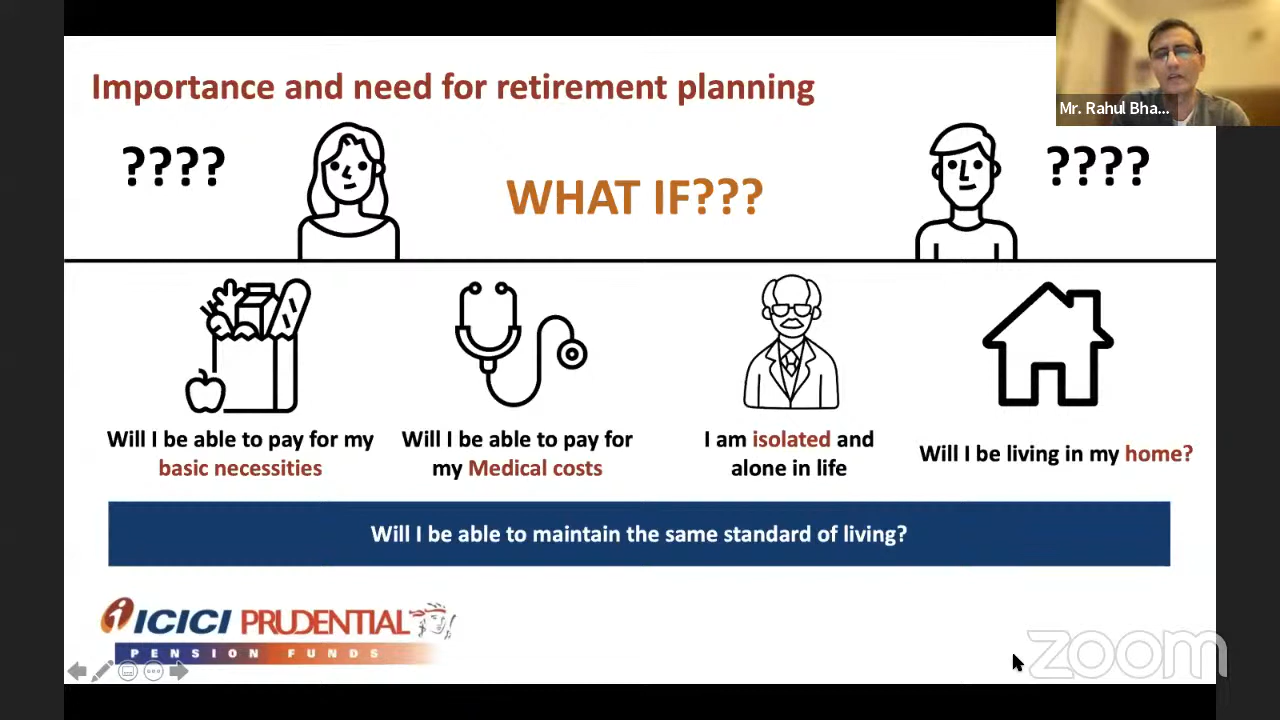 Importance and need for retirement planning
Mr. Rahul Bha...
????
WHAT IF???
????
Will I be able to pay for my
basic necessities
Will I be able to pay for
my Medical costs
I am isolated and
alone in life
Will I be living in my home?
Will I be able to maintain the same standard of living?
ICICI PRUDENTIAL
PENSION FUNDS
zoom